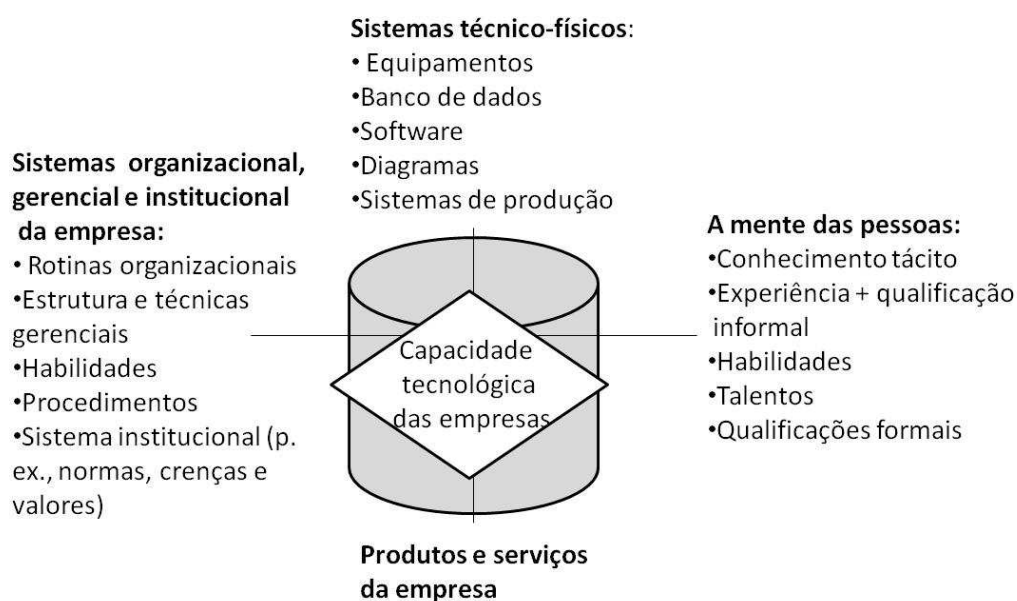 Sistemas técnico-físicos:
• Equipamentos
•Banco de dados
•Software
•Diagramas
•Sistemas de produção
Sistemas organizacional,
gerencial e institucional
da empresa:
• Rotinas organizacionais
•Estrutura e técnicas
gerenciais
•Habilidades
•Procedimentos
•Sistema institucional (p.
ex., normas, crenças e
valores)
Capacidade
tecnológica
das empresas
A mente das pessoas:
•Conhecimento tácito
•Experiência + qualificação
informal
•Habilidades
•Talentos
•Qualificações formais
Produtos e serviços
da empresa